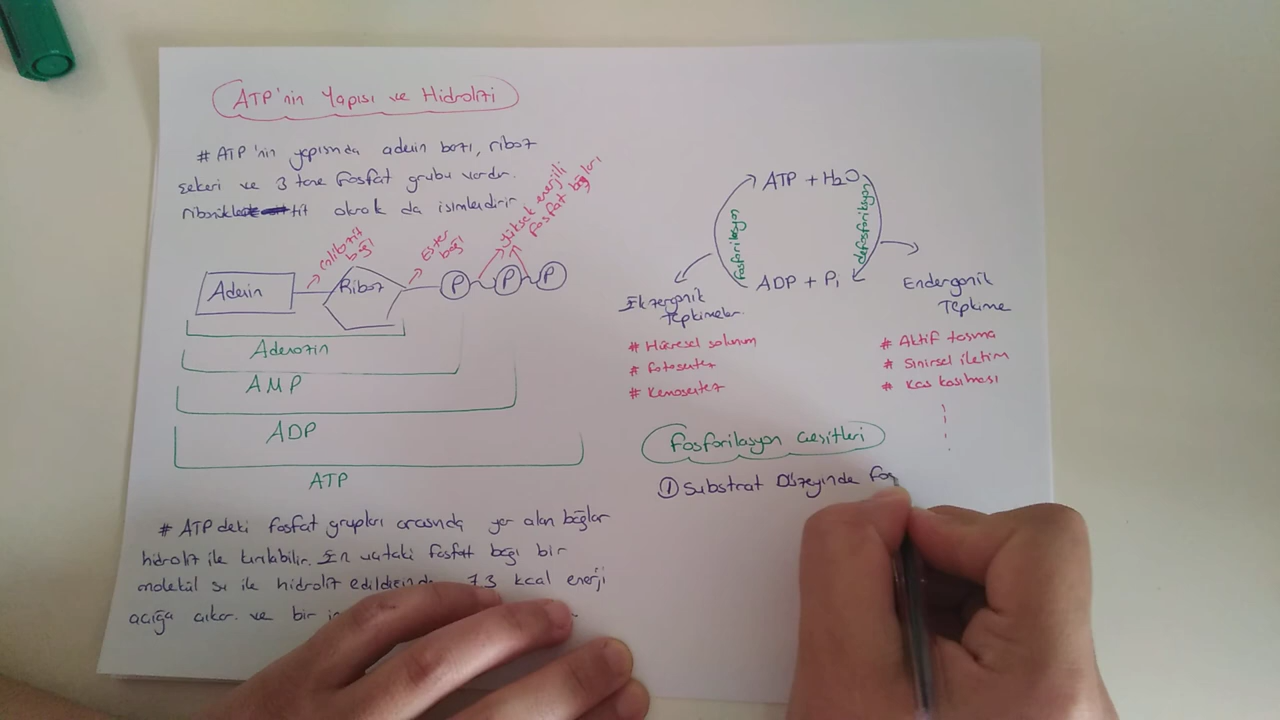 ATP'nin Yapısı ve Hidrolizi
# ATP'nin yapısında adenin bazı, riboz
şekeri ve 3 tane fosfat grubu vardır.
olarak da isimlendirilir
Glikozit
bağı
Ester
bağı
yüksek enerjili
fosfat bağları
Adenin
Riboz
P
P
P
Adenozin
AMP
ADP
ATP
# ATP deki fosfat grupları arasında yer alan bağlar
hidroliz ile kırılabilir. En uçtaki fosfat bağı bir
molekül su ile hidroliz edildiğinde 7,3 kcal enerji
açığa çıkar. ve bir
ATP + H2O
fosforilasyon
defosforilasyon
ADP + Pi
Ekzergonik
Tepkimeler
# Hücresel solunum
# fotosentez
# Kemosentez
Endergonik
Tepkime
# Aktif taşıma
# Sinirsel iletim
# Kas kasılması
Fosforilasyon Çeşitleri
1 Substrat Düzeyinde Fos